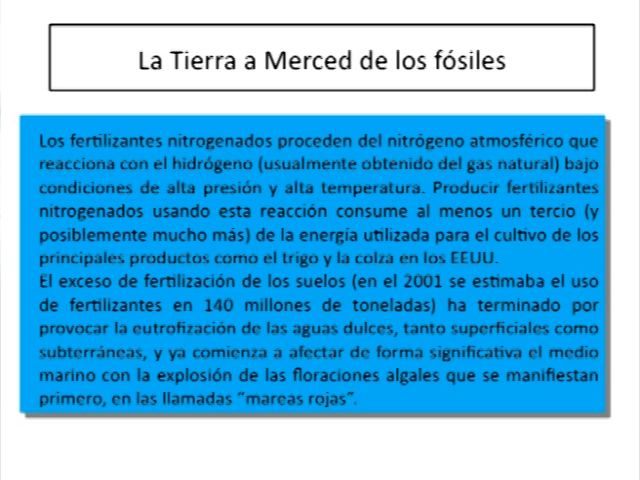 La Tierra a Merced de los fósiles
Los fertilizantes nitrogenados proceden del nitrógeno atmosférico que
reacciona con el hidrógeno (usualmente obtenido del gas natural) bajo
condiciones de alta presión y alta temperatura. Producir fertilizantes
nitrogenados usando esta reacción consume al menos un tercio (y
posiblemente mucho más) de la energía utilizada para el cultivo de los
principales productos como el trigo y la colza en los EEUU.
El exceso de fertilización de los suelos (en el 2001 se estimaba el uso
de fertilizantes en 140 millones de toneladas) ha terminado por
provocar la eutrofización de las aguas dulces, tanto superficiales como
subterráneas, y ya comienza a afectar de forma significativa el medio
marino con la explosión de las floraciones algales que se manifiestan
primero, en las llamadas “mareas rojas”.